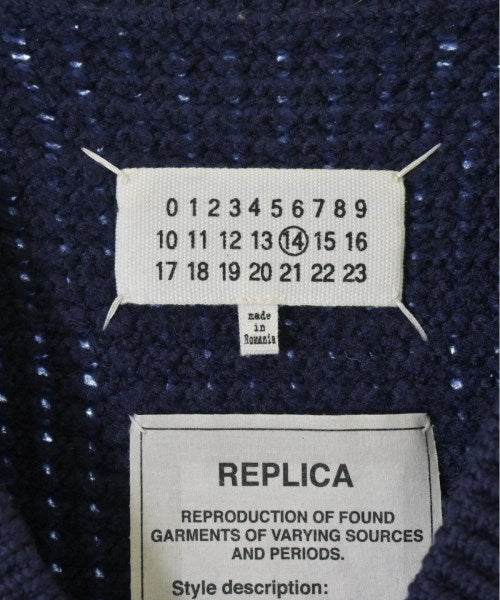 0 1 2 3 4 5 6 7 8 9
10 11 12 13 14 15 16
17 18 19 20 21 22 23
made
in
Romania
REPLICA
REPRODUCTION OF FOUND
GARMENTS OF VARYING SOURCES
AND PERIODS.
Style description: